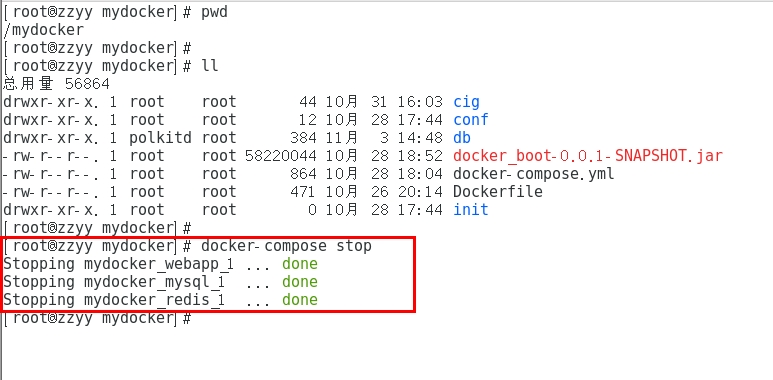 [root@zzyy mydocker]# pwd
/mydocker
[root@zzyy mydocker]#
[root@zzyy mydocker]# ll
总用量 56864
drwxr-xr-x. 1 root    root          44 10月 31 16:03 cig
drwxr-xr-x. 1 root    root          12 10月 28 17:44 conf
drwxr-xr-x. 1 polkitd root         384 11月  3 14:48 db
-rw-r--r--. 1 root    root    58220044 10月 28 18:52 docker_boot-0.0.1-SNAPSHOT.jar
-rw-r--r--. 1 root    root         864 10月 28 18:04 docker-compose.yml
-rw-r--r--. 1 root    root         471 10月 26 20:14 Dockerfile
drwxr-xr-x. 1 root    root           0 10月 28 17:44 init
[root@zzyy mydocker]#
[root@zzyy mydocker]# docker-compose stop
Stopping mydocker_webapp_1 ... done
Stopping mydocker_mysql_1  ... done
Stopping mydocker_redis_1  ... done
[root@zzyy mydocker]#